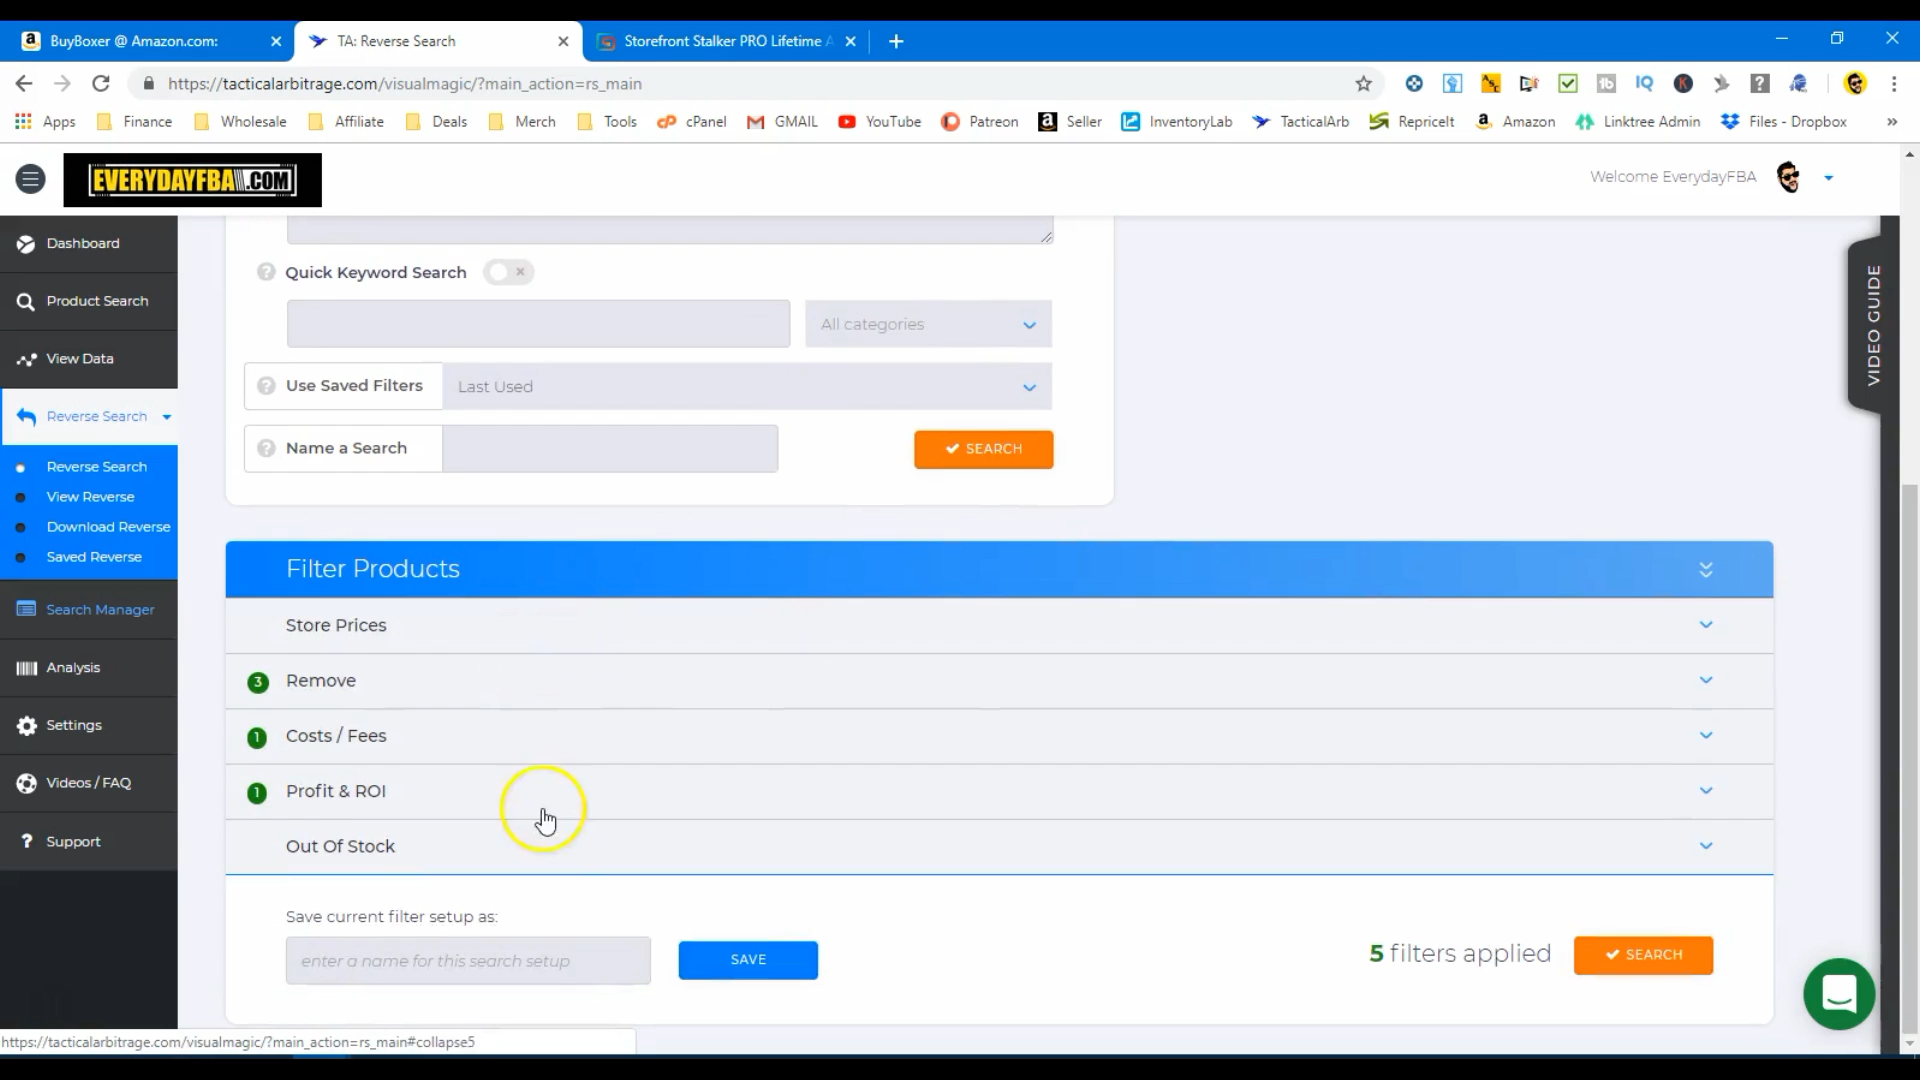 BuyBoxer @ Amazon.com:
TA: Reverse Search
Storefront Stalker PRO Lifetime A
https://tacticalarbitrage.com/visualmagic/?main_action=rs_main
Apps Finance Wholesale Affiliate Deals Merch Tools cPanel GMAIL YouTube Patreon Seller InventoryLab TacticalArb RepriceIt Amazon Linktree Admin Files - Dropbox »
EVERYDAYFBA.COM
Welcome EverydayFBA
Dashboard
Product Search
View Data
Reverse Search
Reverse Search
View Reverse
Download Reverse
Saved Reverse
Search Manager
Analysis
Settings
Videos / FAQ
Support
Quick Keyword Search
All categories
Use Saved Filters Last Used
Name a Search
SEARCH
VIDEO GUIDE
Filter Products
Store Prices
3 Remove
1 Costs / Fees
1 Profit & ROI
Out Of Stock
Save current filter setup as:
enter a name for this search setup
SAVE
5 filters applied
SEARCH
https://tacticalarbitrage.com/visualmagic/?main_action=rs_main#collapse5